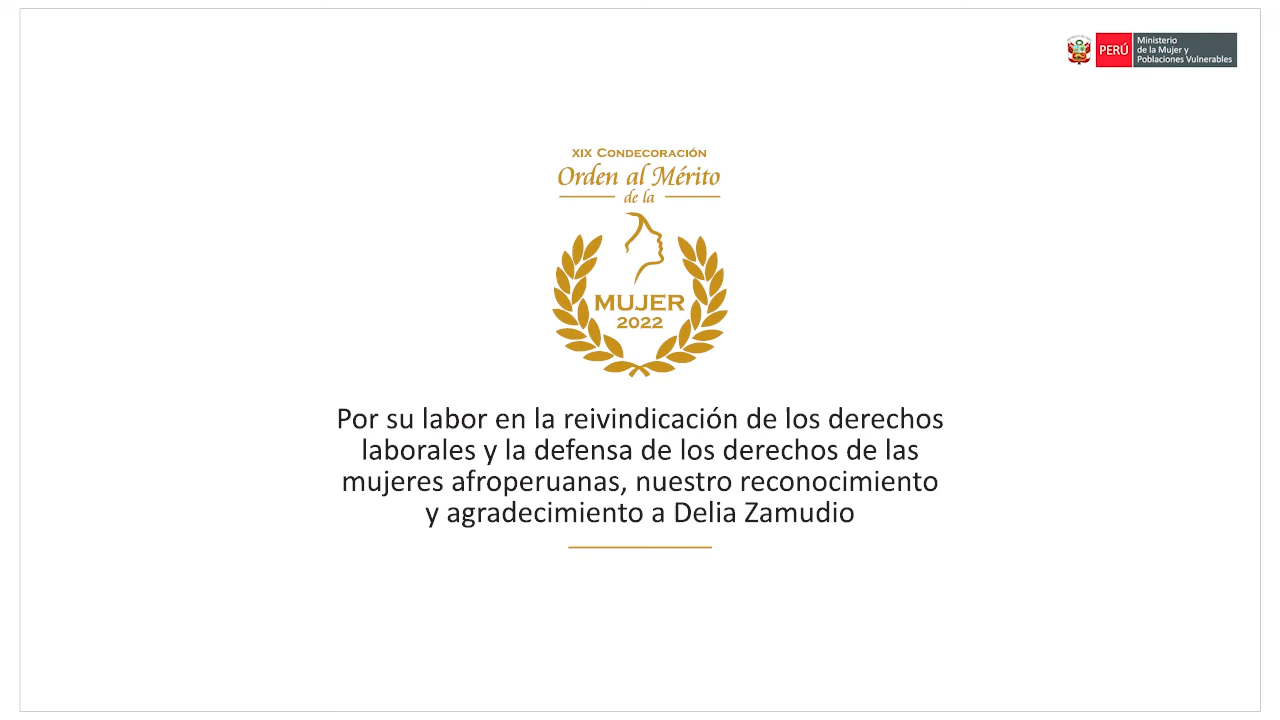 PERÚ
Ministerio
de la Mujer y
Poblaciones Vulnerables
XIX CONDECORACIÓN
Orden al Mérito
de la
MUJER
2022
Por su labor en la reivindicación de los derechos
laborales y la defensa de los derechos de las
mujeres afroperuanas, nuestro reconocimiento
y agradecimiento a Delia Zamudio